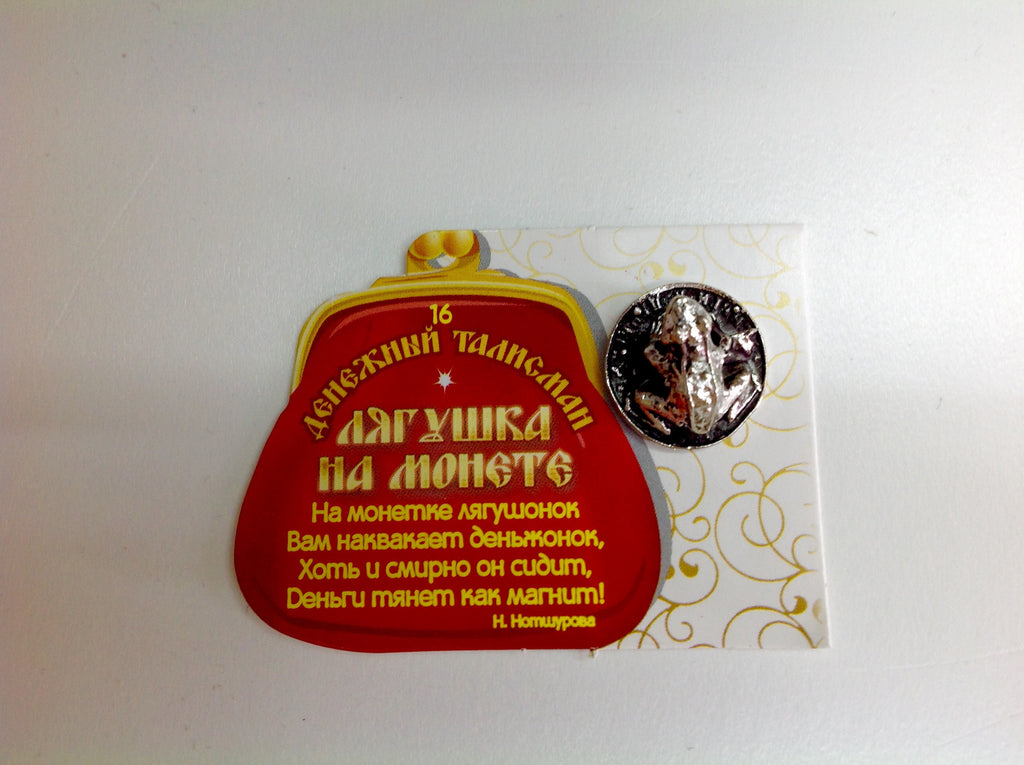 16
ДЕНЕЖНЫЙ ТАЛИСМАН
ЛЯГУШКА
НА МОНЕТЕ
На монетке лягушонок
Вам наквакает деньжонок,
Хоть и смирно он сидит,
Деньги тянет как магнит!
Н. Нотшурова